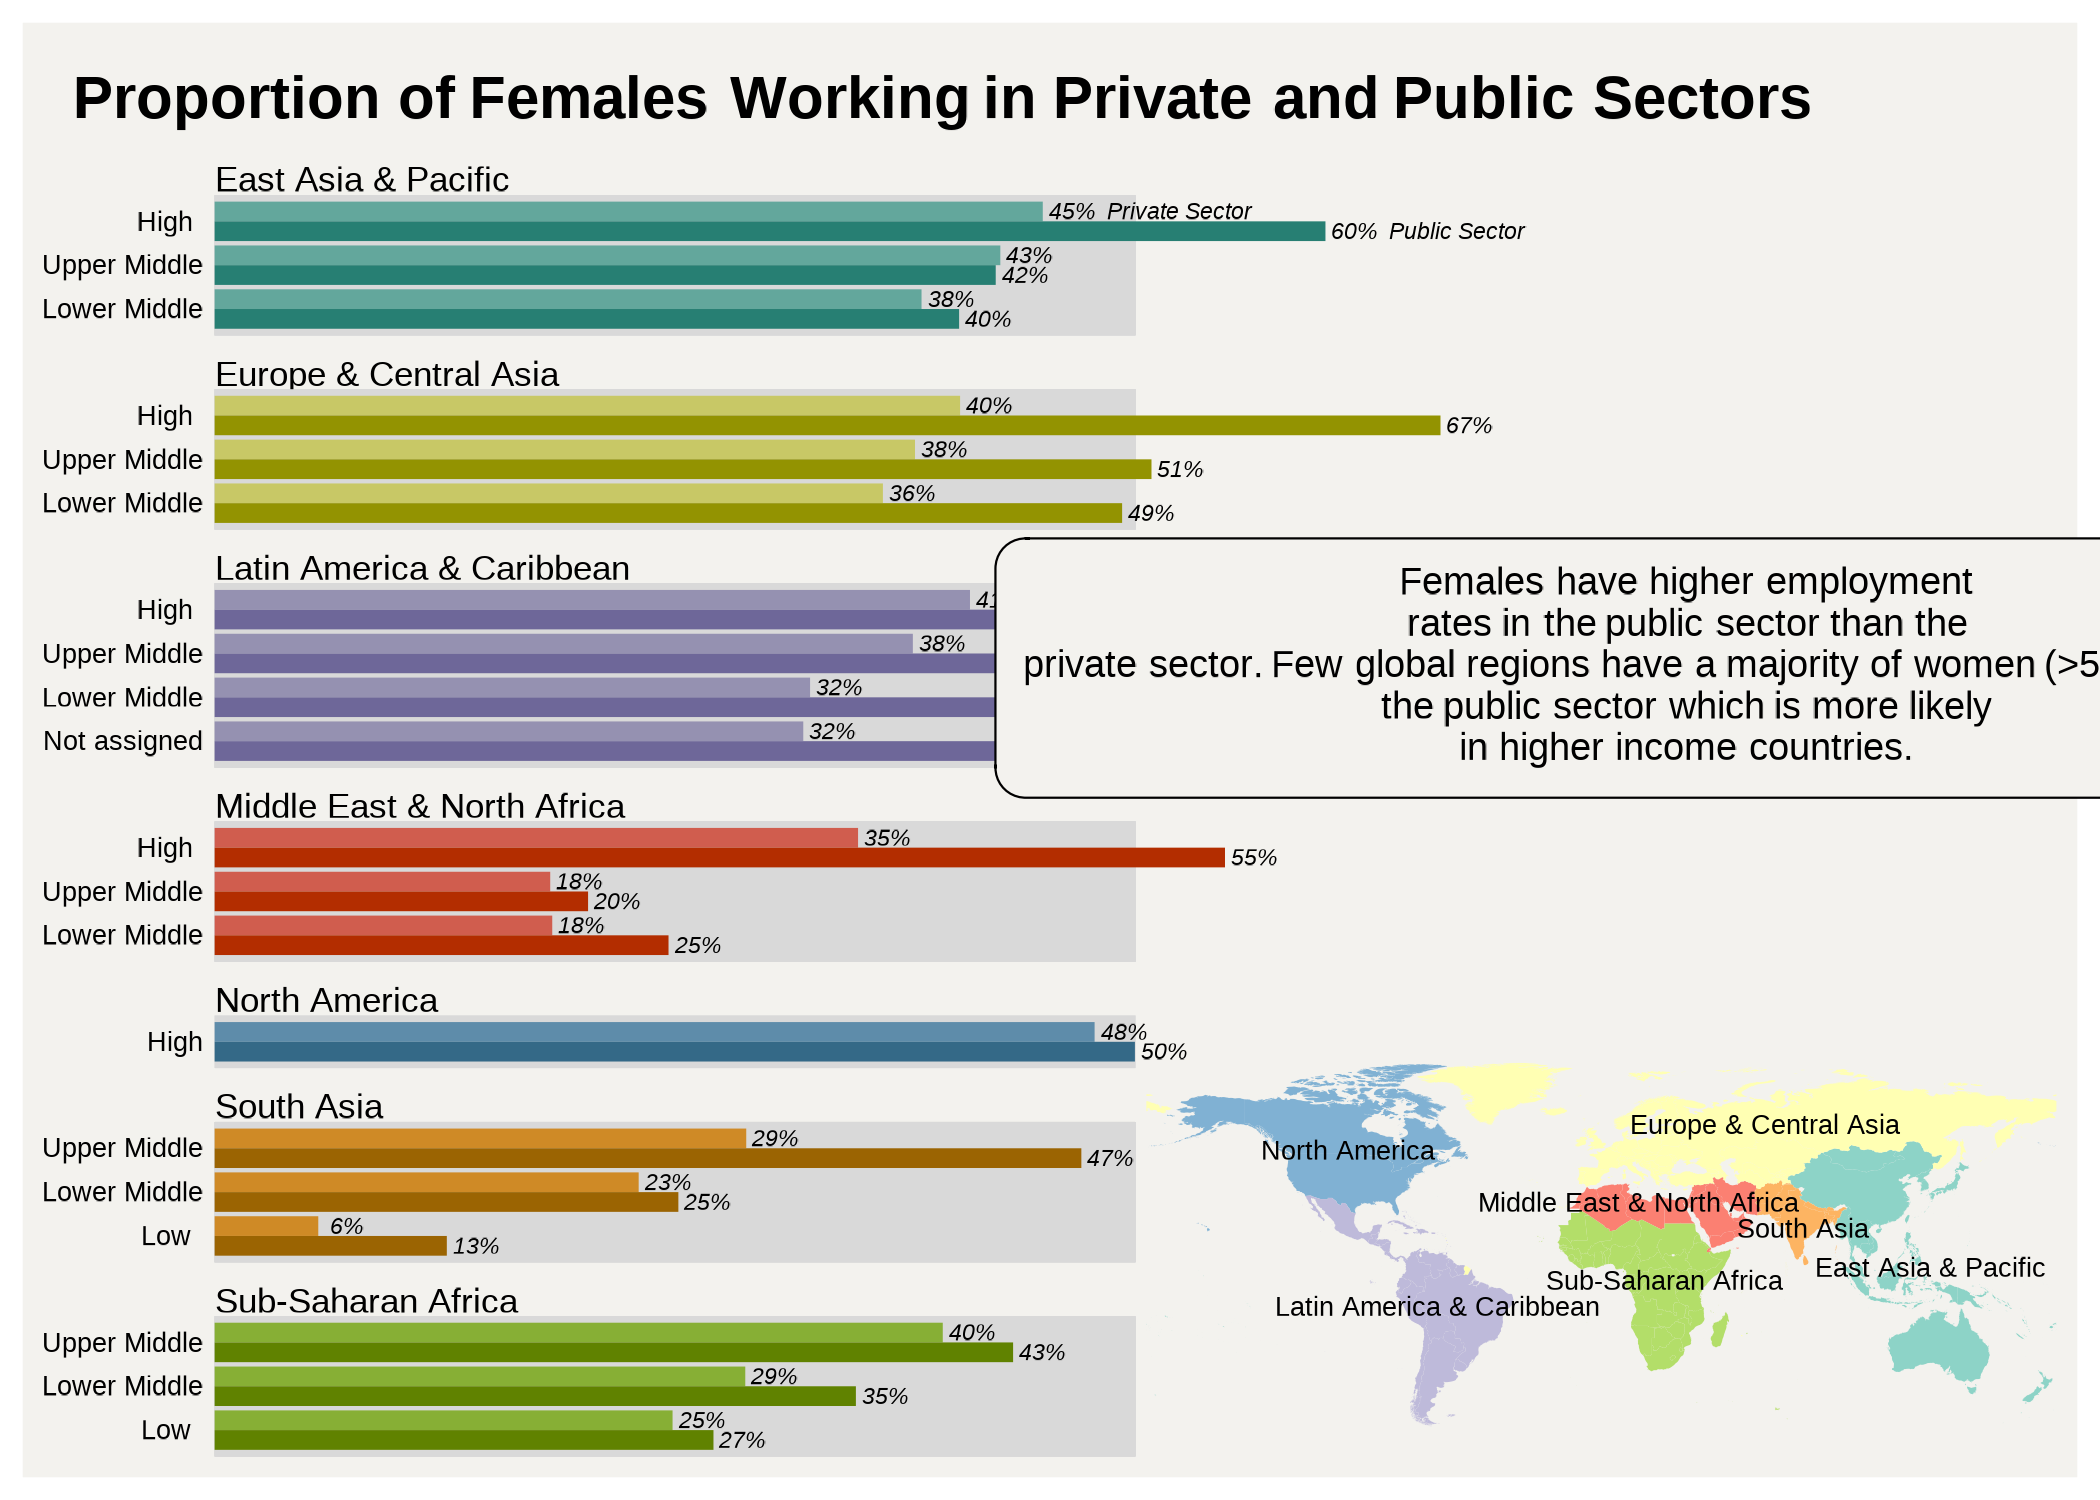 Proportion of Females Working in Private and Public Sectors
East Asia & Pacific
High
45% Private Sector
60% Public Sector
Upper Middle
43%
42%
Lower Middle
38%
40%
Europe & Central Asia
High
40%
67%
Upper Middle
38%
51%
Lower Middle
36%
49%
Latin America & Caribbean
High
41
Upper Middle
38%
Lower Middle
32%
Not assigned
32%
Females have higher employment
rates in the public sector than the
private sector. Few global regions have a majority of women (>5
the public sector which is more likely
in higher income countries.
Middle East & North Africa
High
35%
55%
Upper Middle
18%
20%
Lower Middle
18%
25%
North America
High
48%
50%
South Asia
Upper Middle
29%
47%
Lower Middle
23%
25%
Low
6%
13%
Sub-Saharan Africa
Upper Middle
40%
43%
Lower Middle
29%
35%
Low
25%
27%
Europe & Central Asia
North America
Middle East & North Africa
South Asia
East Asia & Pacific
Sub-Saharan Africa
Latin America & Caribbean